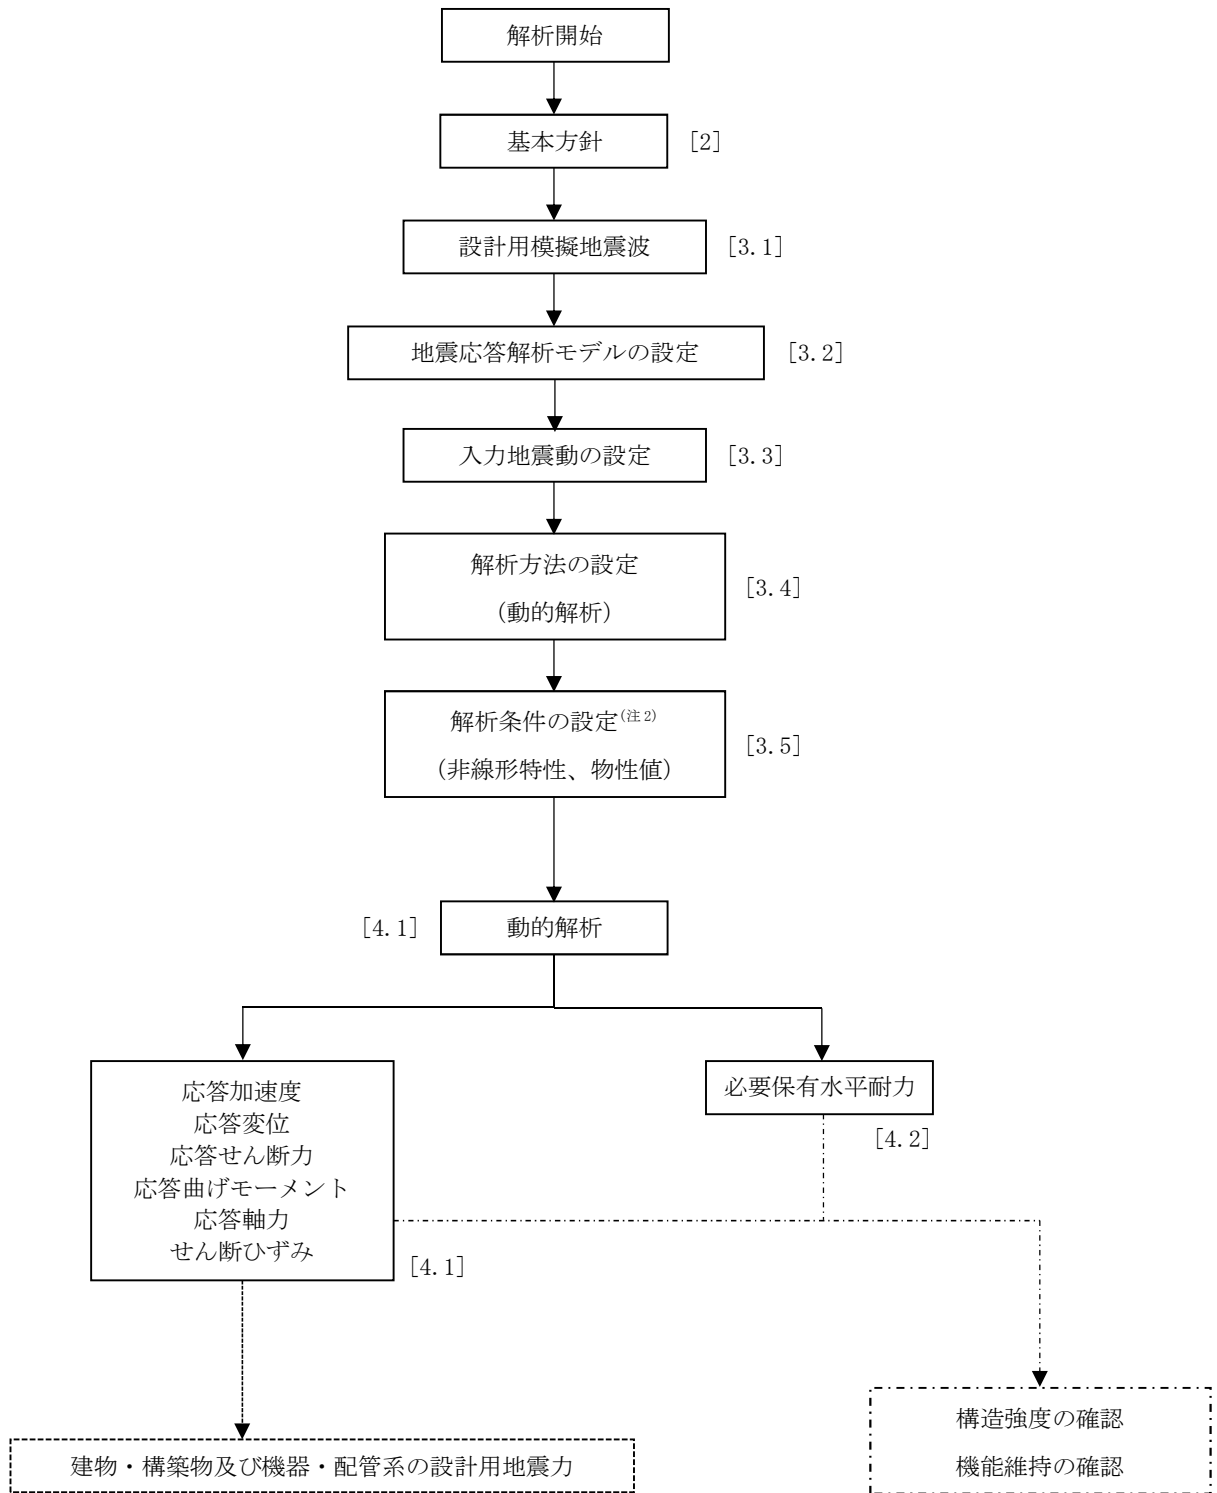 解析開始
基本方針
[2]
設計用模擬地震波
[3.1]
地震応答解析モデルの設定
[3.2]
入力地震動の設定
[3.3]
解析方法の設定
(動的解析)
[3.4]
解析条件の設定(注2)
(非線形特性、物性値)
[3.5]
[4.1]
動的解析
応答加速度
応答変位
応答せん断力
応答曲げモーメント
応答軸力
せん断ひずみ
[4.1]
必要保有水平耐力
[4.2]
建物・構築物及び機器・配管系の設計用地震力
構造強度の確認
機能維持の確認